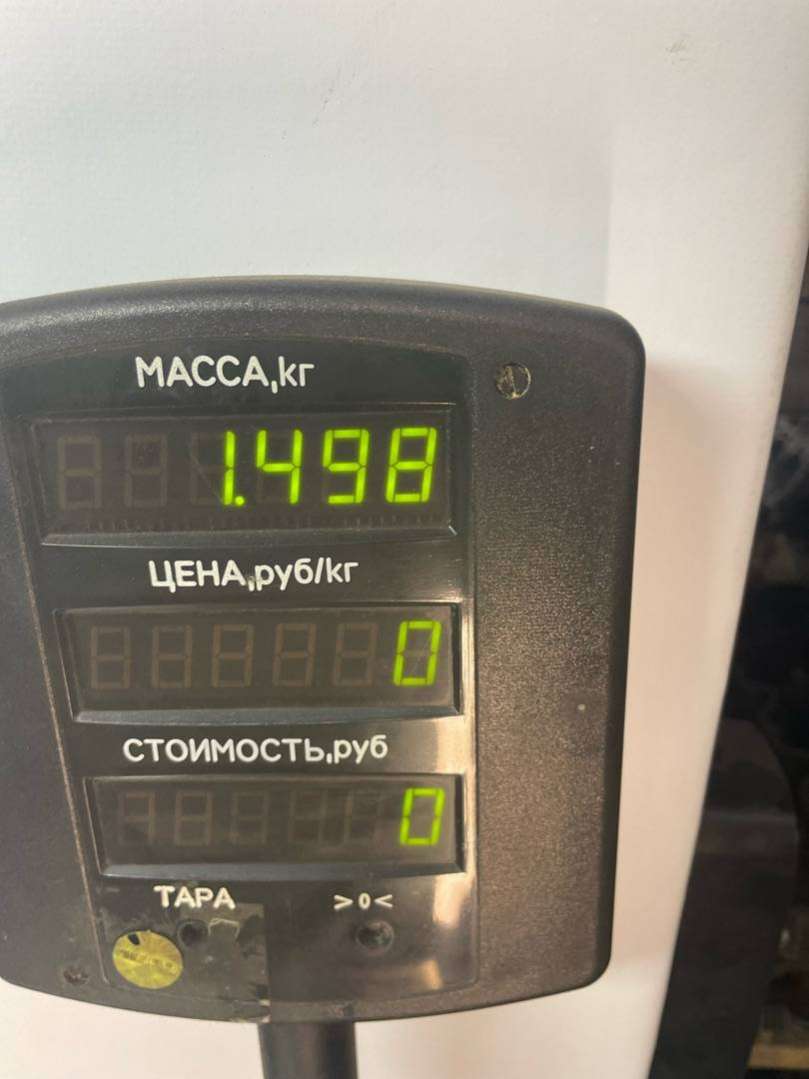 МАССА,кг
1.498
ЦЕНА,руб/кг
0
СТОИМОСТЬ,руб
0
ТАРА >0<